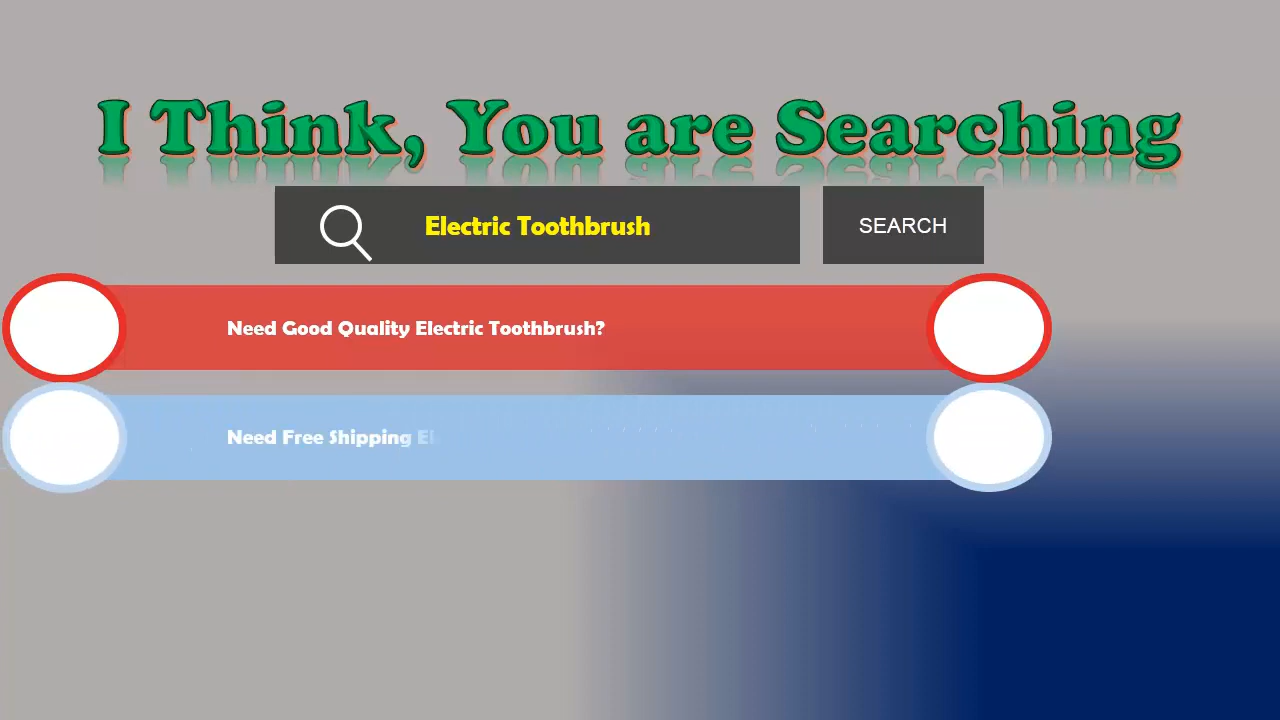 I Think, You are Searching
Electric Toothbrush
SEARCH
Need Good Quality Electric Toothbrush?
Need Free Shipping